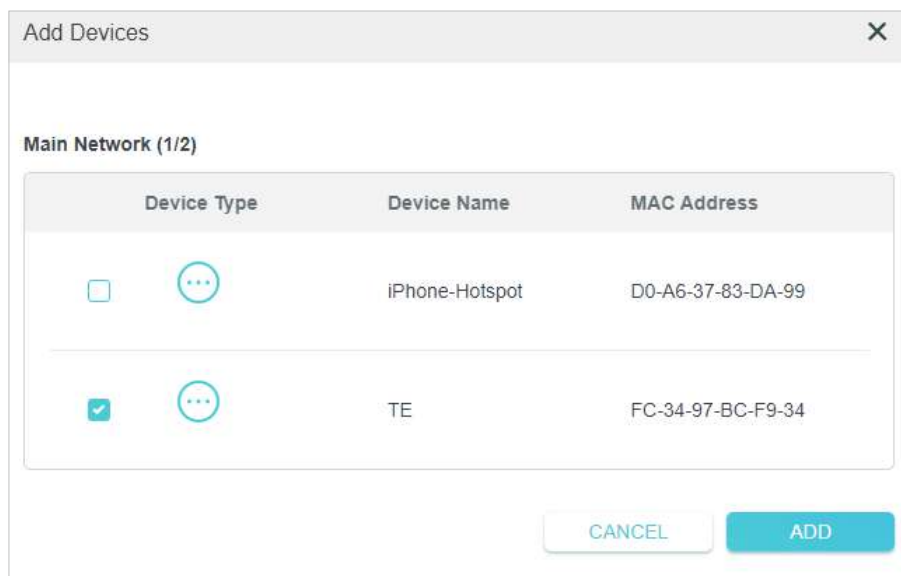 Add Devices
Main Network (1/2)
Device Type Device Name MAC Address
iPhone-Hotspot D0-A6-37-83-DA-99
TE FC-34-97-BC-F9-34
CANCEL ADD